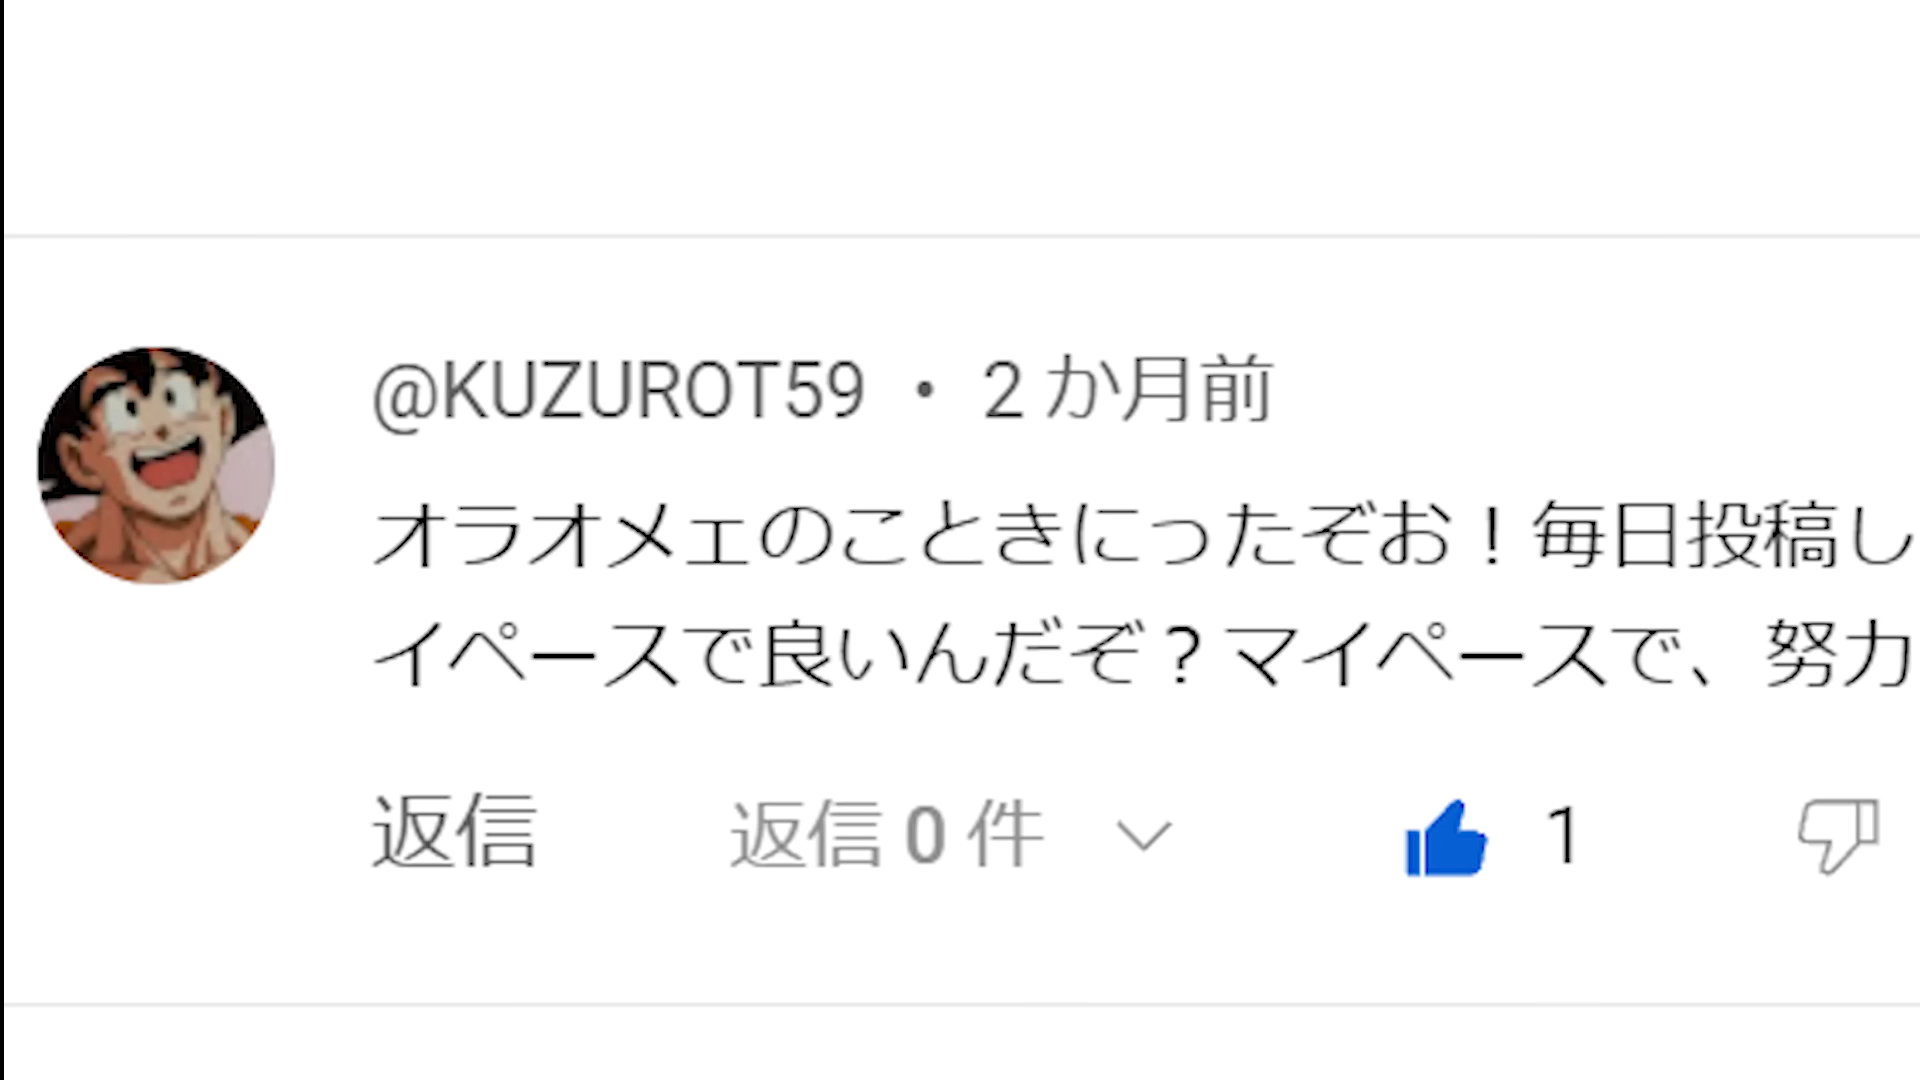 @KUZUROT59 ・ 2 か月前
オラオメェのこときにったぞお！毎日投稿し
イペースで良いんだぞ？マイペースで、努力
返信 返信 0 件 1